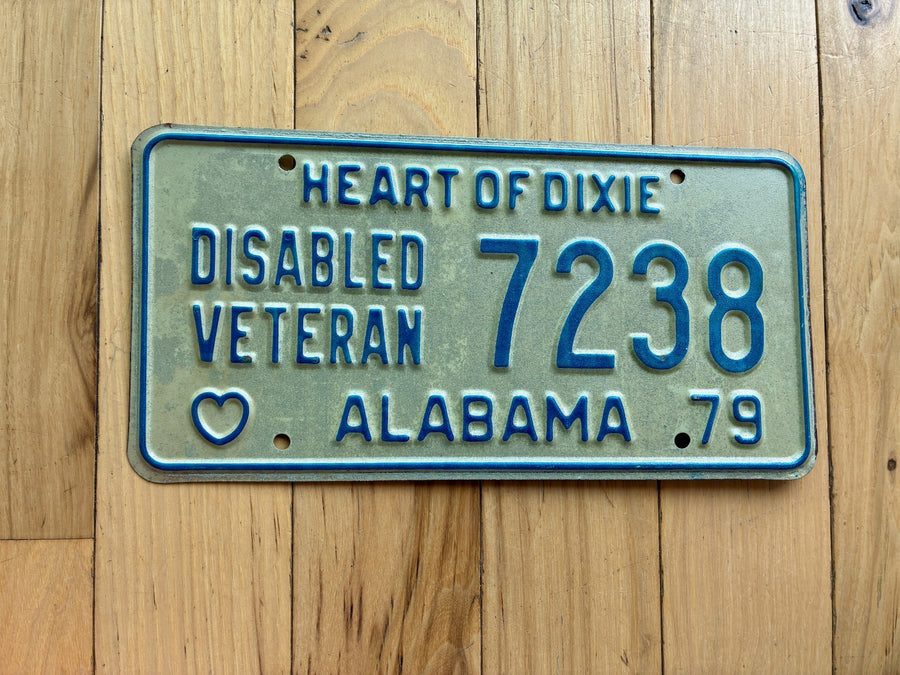 HEART OF DIXIE
DISABLED
VETERAN
7238
ALABAMA 79